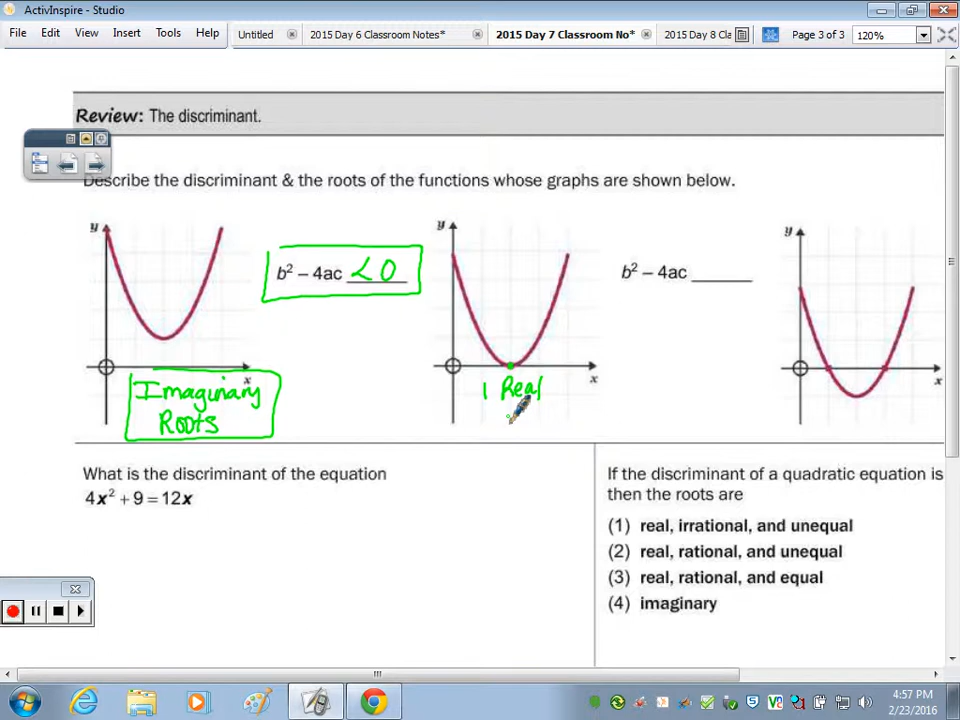 ActivInspire - Studio
File Edit View Insert Tools Help
Untitled
2015 Day 6 Classroom Notes*
2015 Day 7 Classroom No*
2015 Day 8 Cla
Page 3 of 3
120%
Review: The discriminant.
Describe the discriminant & the roots of the functions whose graphs are shown below.
y
b² – 4ac < 0
x
Imaginary
Roots
y
b² – 4ac ______
x
1 Real
y
x
What is the discriminant of the equation
4x² + 9 = 12x
If the discriminant of a quadratic equation is
then the roots are
(1) real, irrational, and unequal
(2) real, rational, and unequal
(3) real, rational, and equal
(4) imaginary
4:57 PM
2/23/2016